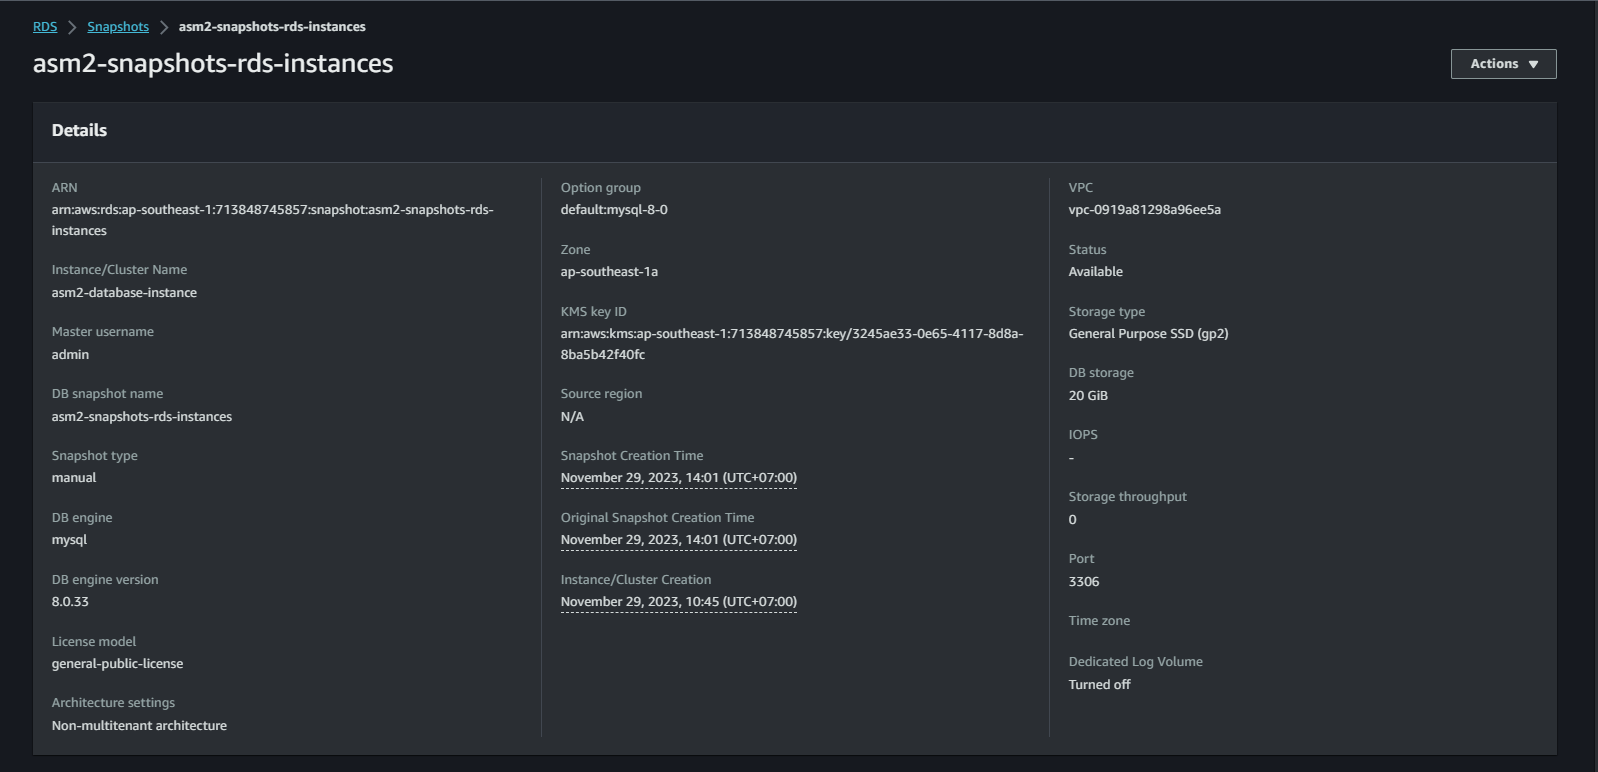 RDS > Snapshots > asm2-snapshots-rds-instances
asm2-snapshots-rds-instances
Actions ▼
Details
ARN
arn:aws:rds:ap-southeast-1:713848745857:snapshot:asm2-snapshots-rds-
instances
Instance/Cluster Name
asm2-database-instance
Master username
admin
DB snapshot name
asm2-snapshots-rds-instances
Snapshot type
manual
DB engine
mysql
DB engine version
8.0.33
License model
general-public-license
Architecture settings
Non-multitenant architecture
Option group
default:mysql-8-0
Zone
ap-southeast-1a
KMS key ID
arn:aws:kms:ap-southeast-1:713848745857:key/3245ae33-0e65-4117-8d8a-
8ba5b42f40fc
Source region
N/A
Snapshot Creation Time
November 29, 2023, 14:01 (UTC+07:00)
Original Snapshot Creation Time
November 29, 2023, 14:01 (UTC+07:00)
Instance/Cluster Creation
November 29, 2023, 10:45 (UTC+07:00)
VPC
vpc-0919a81298a96ee5a
Status
Available
Storage type
General Purpose SSD (gp2)
DB storage
20 GiB
IOPS
-
Storage throughput
0
Port
3306
Time zone
Dedicated Log Volume
Turned off